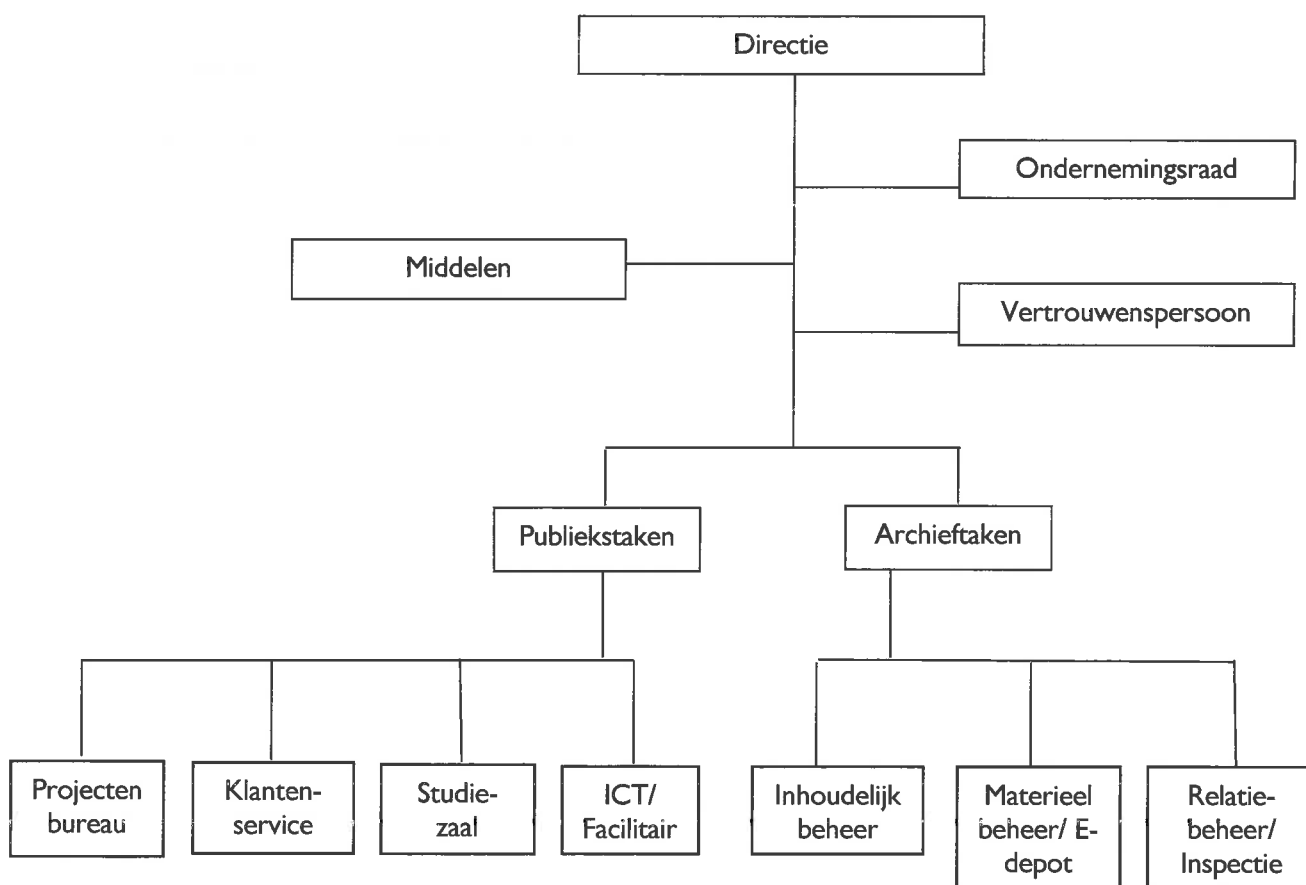 Directie
Ondernemingsraad
Middelen
Vertrouwenspersoon
Publiekstaken
Archieftaken
Projecten
bureau
Klanten-
service
Studie-
zaal
ICT/
Facilitair
Inhoudelijk
beheer
Materieel
beheer/ E-
depot
Relatie-
beheer/
Inspectie